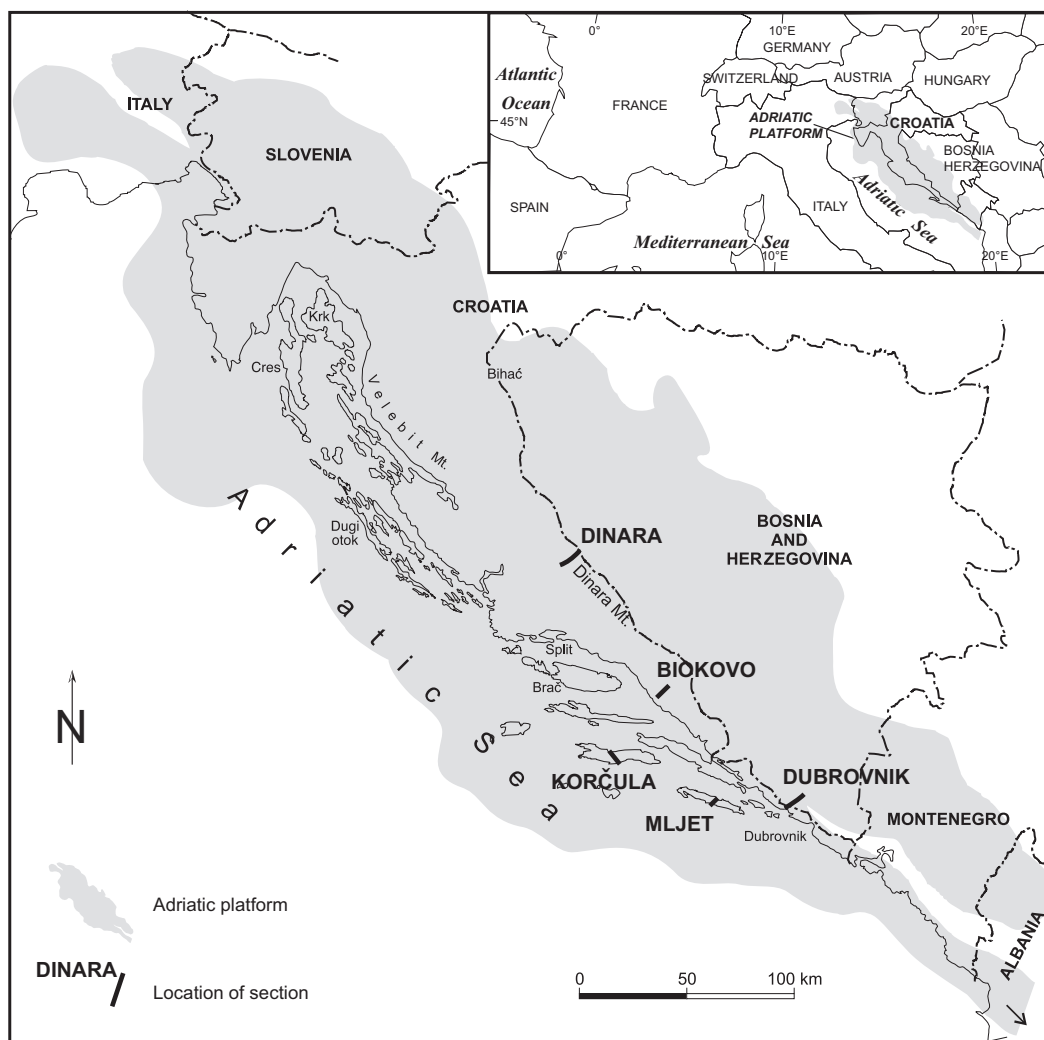 0°
10°E
20°E
GERMANY
Atlantic
Ocean
SWITZERLAND
AUSTRIA
HUNGARY
FRANCE
45°N
ADRIATIC
PLATFORM
CROATIA
BOSNIA
HERZEGOVINA
SPAIN
ITALY
Adriatic Sea
Mediterranean Sea
0°
10°E
20°E
ITALY
SLOVENIA
CROATIA
Krk
Cres
Bihać
Velebit Mt.
Dugi
otok
Adriatic Sea
DINARA
Dinara Mt.
BOSNIA
AND
HERZEGOVINA
Split
Brač
BIOKOVO
N
KORČULA
MLJET
DUBROVNIK
Dubrovnik
MONTENEGRO
ALBANIA
Adriatic platform
DINARA
Location of section
0 50 100 km